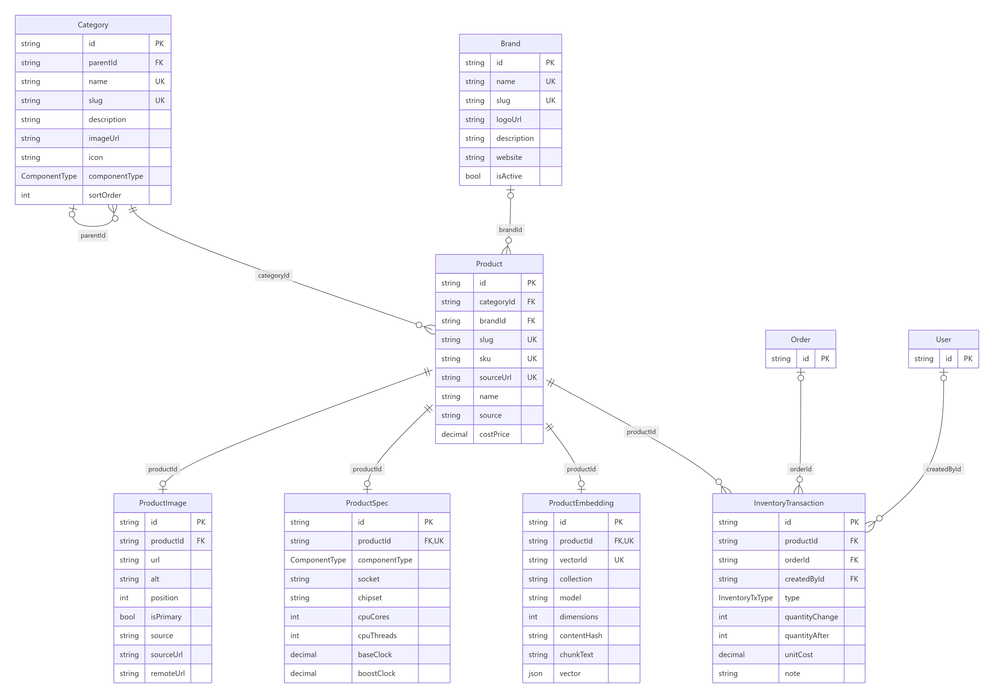 Category
string id PK
string parentId FK
string name UK
string slug UK
string description
string imageUrl
string icon
ComponentType componentType
int sortOrder
parentId
categoryId
Brand
string id PK
string name UK
string slug UK
string logoUrl
string description
string website
bool isActive
brandId
Product
string id PK
string categoryId FK
string brandId FK
string slug UK
string sku UK
string sourceUrl UK
string name
string source
decimal costPrice
Order
string id PK
User
string id PK
productId
productId
productId
productId
orderId
createdById
ProductImage
string id PK
string productId FK
string url
string alt
int position
bool isPrimary
string source
string sourceUrl
string remoteUrl
ProductSpec
string id PK
string productId FK,UK
ComponentType componentType
string socket
string chipset
int cpuCores
int cpuThreads
decimal baseClock
decimal boostClock
ProductEmbedding
string id PK
string productId FK,UK
string vectorId UK
string collection
string model
int dimensions
string contentHash
string chunkText
json vector
InventoryTransaction
string id PK
string productId FK
string orderId FK
string createdById FK
InventoryTxType type
int quantityChange
int quantityAfter
decimal unitCost
string note